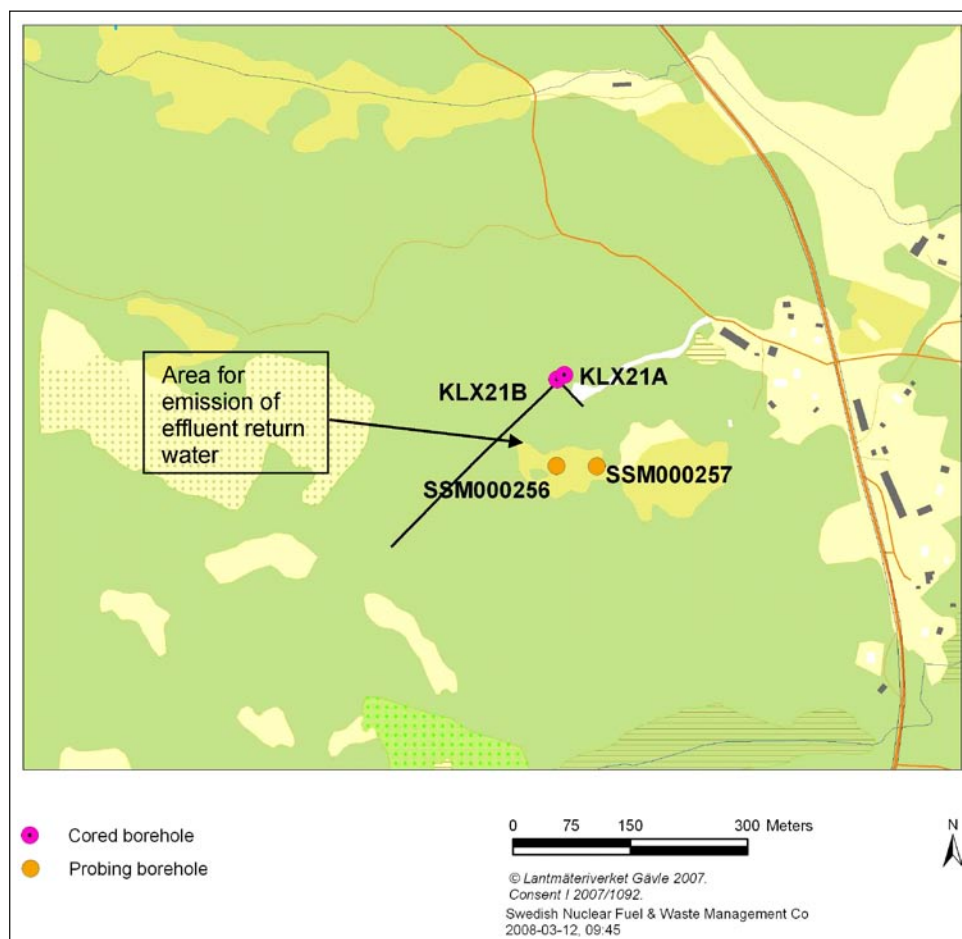 Area for
emission of
effluent return
water
KLX21B
KLX21A
SSM000256
SSM000257
Cored borehole
Probing borehole
0 75 150 300 Meters
N
© Lantmäteriverket Gävle 2007.
Consent I 2007/1092.
Swedish Nuclear Fuel & Waste Management Co
2008-03-12, 09:45